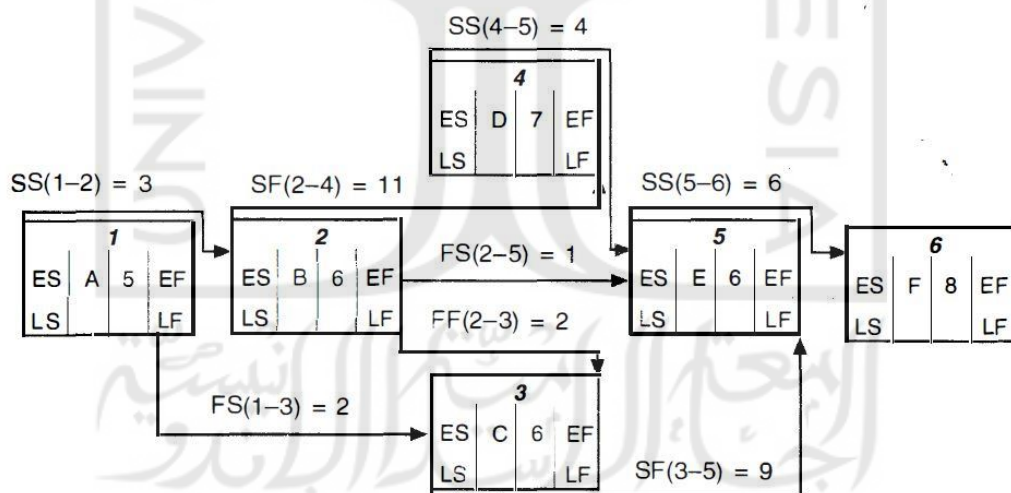 SS(4–5) = 4
4
ES D 7 EF
LS LF
SS(1–2) = 3
SF(2–4) = 11
SS(5–6) = 6
1
ES A 5 EF
LS LF
2
ES B 6 EF
LS LF
FS(2–5) = 1
5
ES E 6 EF
LS LF
6
ES F 8 EF
LS LF
FF(2–3) = 2
FS(1–3) = 2
3
ES C 6 EF
LS LF
SF(3–5) = 9
UNIV
ESIA